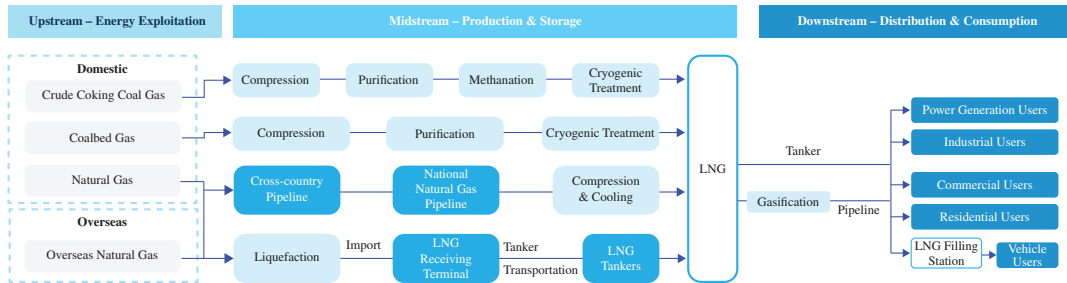 Upstream – Energy Exploitation
Midstream – Production & Storage
Downstream – Distribution & Consumption
Domestic
Crude Coking Coal Gas
Coalbed Gas
Natural Gas
Overseas
Overseas Natural Gas
Compression
Purification
Methanation
Cryogenic
Treatment
Compression
Purification
Cryogenic Treatment
Cross-country
Pipeline
National
Natural Gas
Pipeline
Compression
& Cooling
Liquefaction
Import
LNG
Receiving
Terminal
Tanker
Transportation
LNG
Tankers
LNG
Tanker
Gasification
Pipeline
Power Generation Users
Industrial Users
Commercial Users
Residential Users
LNG Filling
Station
Vehicle
Users